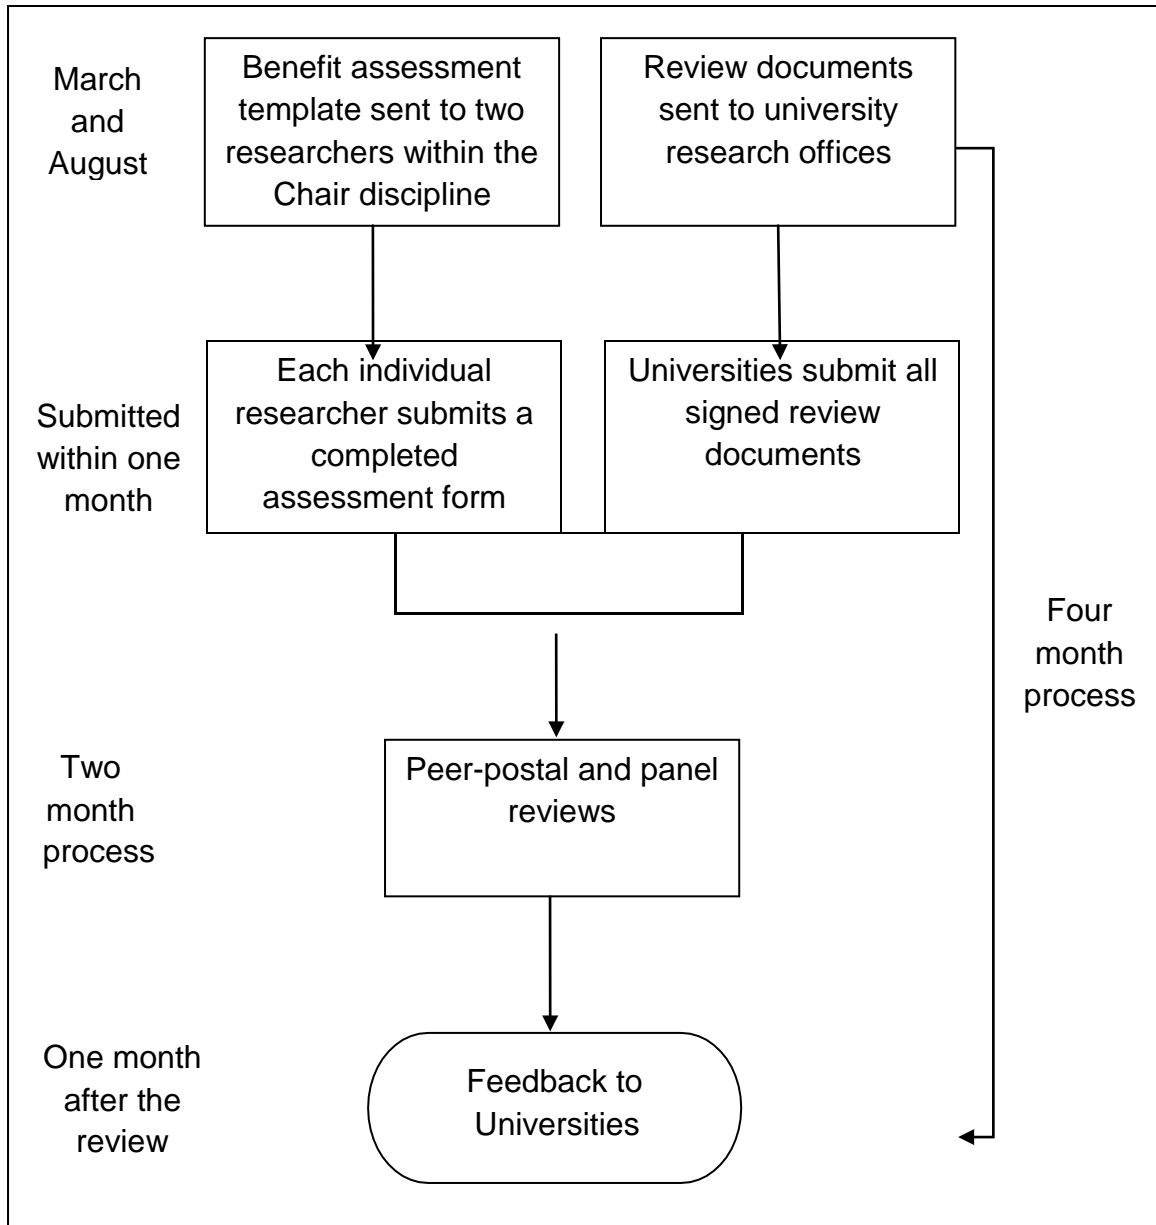 March
and
August
Benefit assessment
template sent to two
researchers within the
Chair discipline
Review documents
sent to university
research offices
Submitted
within one
month
Each individual
researcher submits a
completed
assessment form
Universities submit all
signed review
documents
Four
month
process
Two
month
process
Peer-postal and panel
reviews
One month
after the
review
Feedback to
Universities